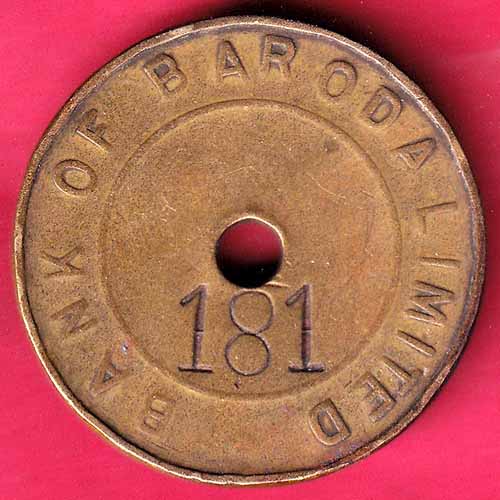 BANK OF BARODA LIMITED
181